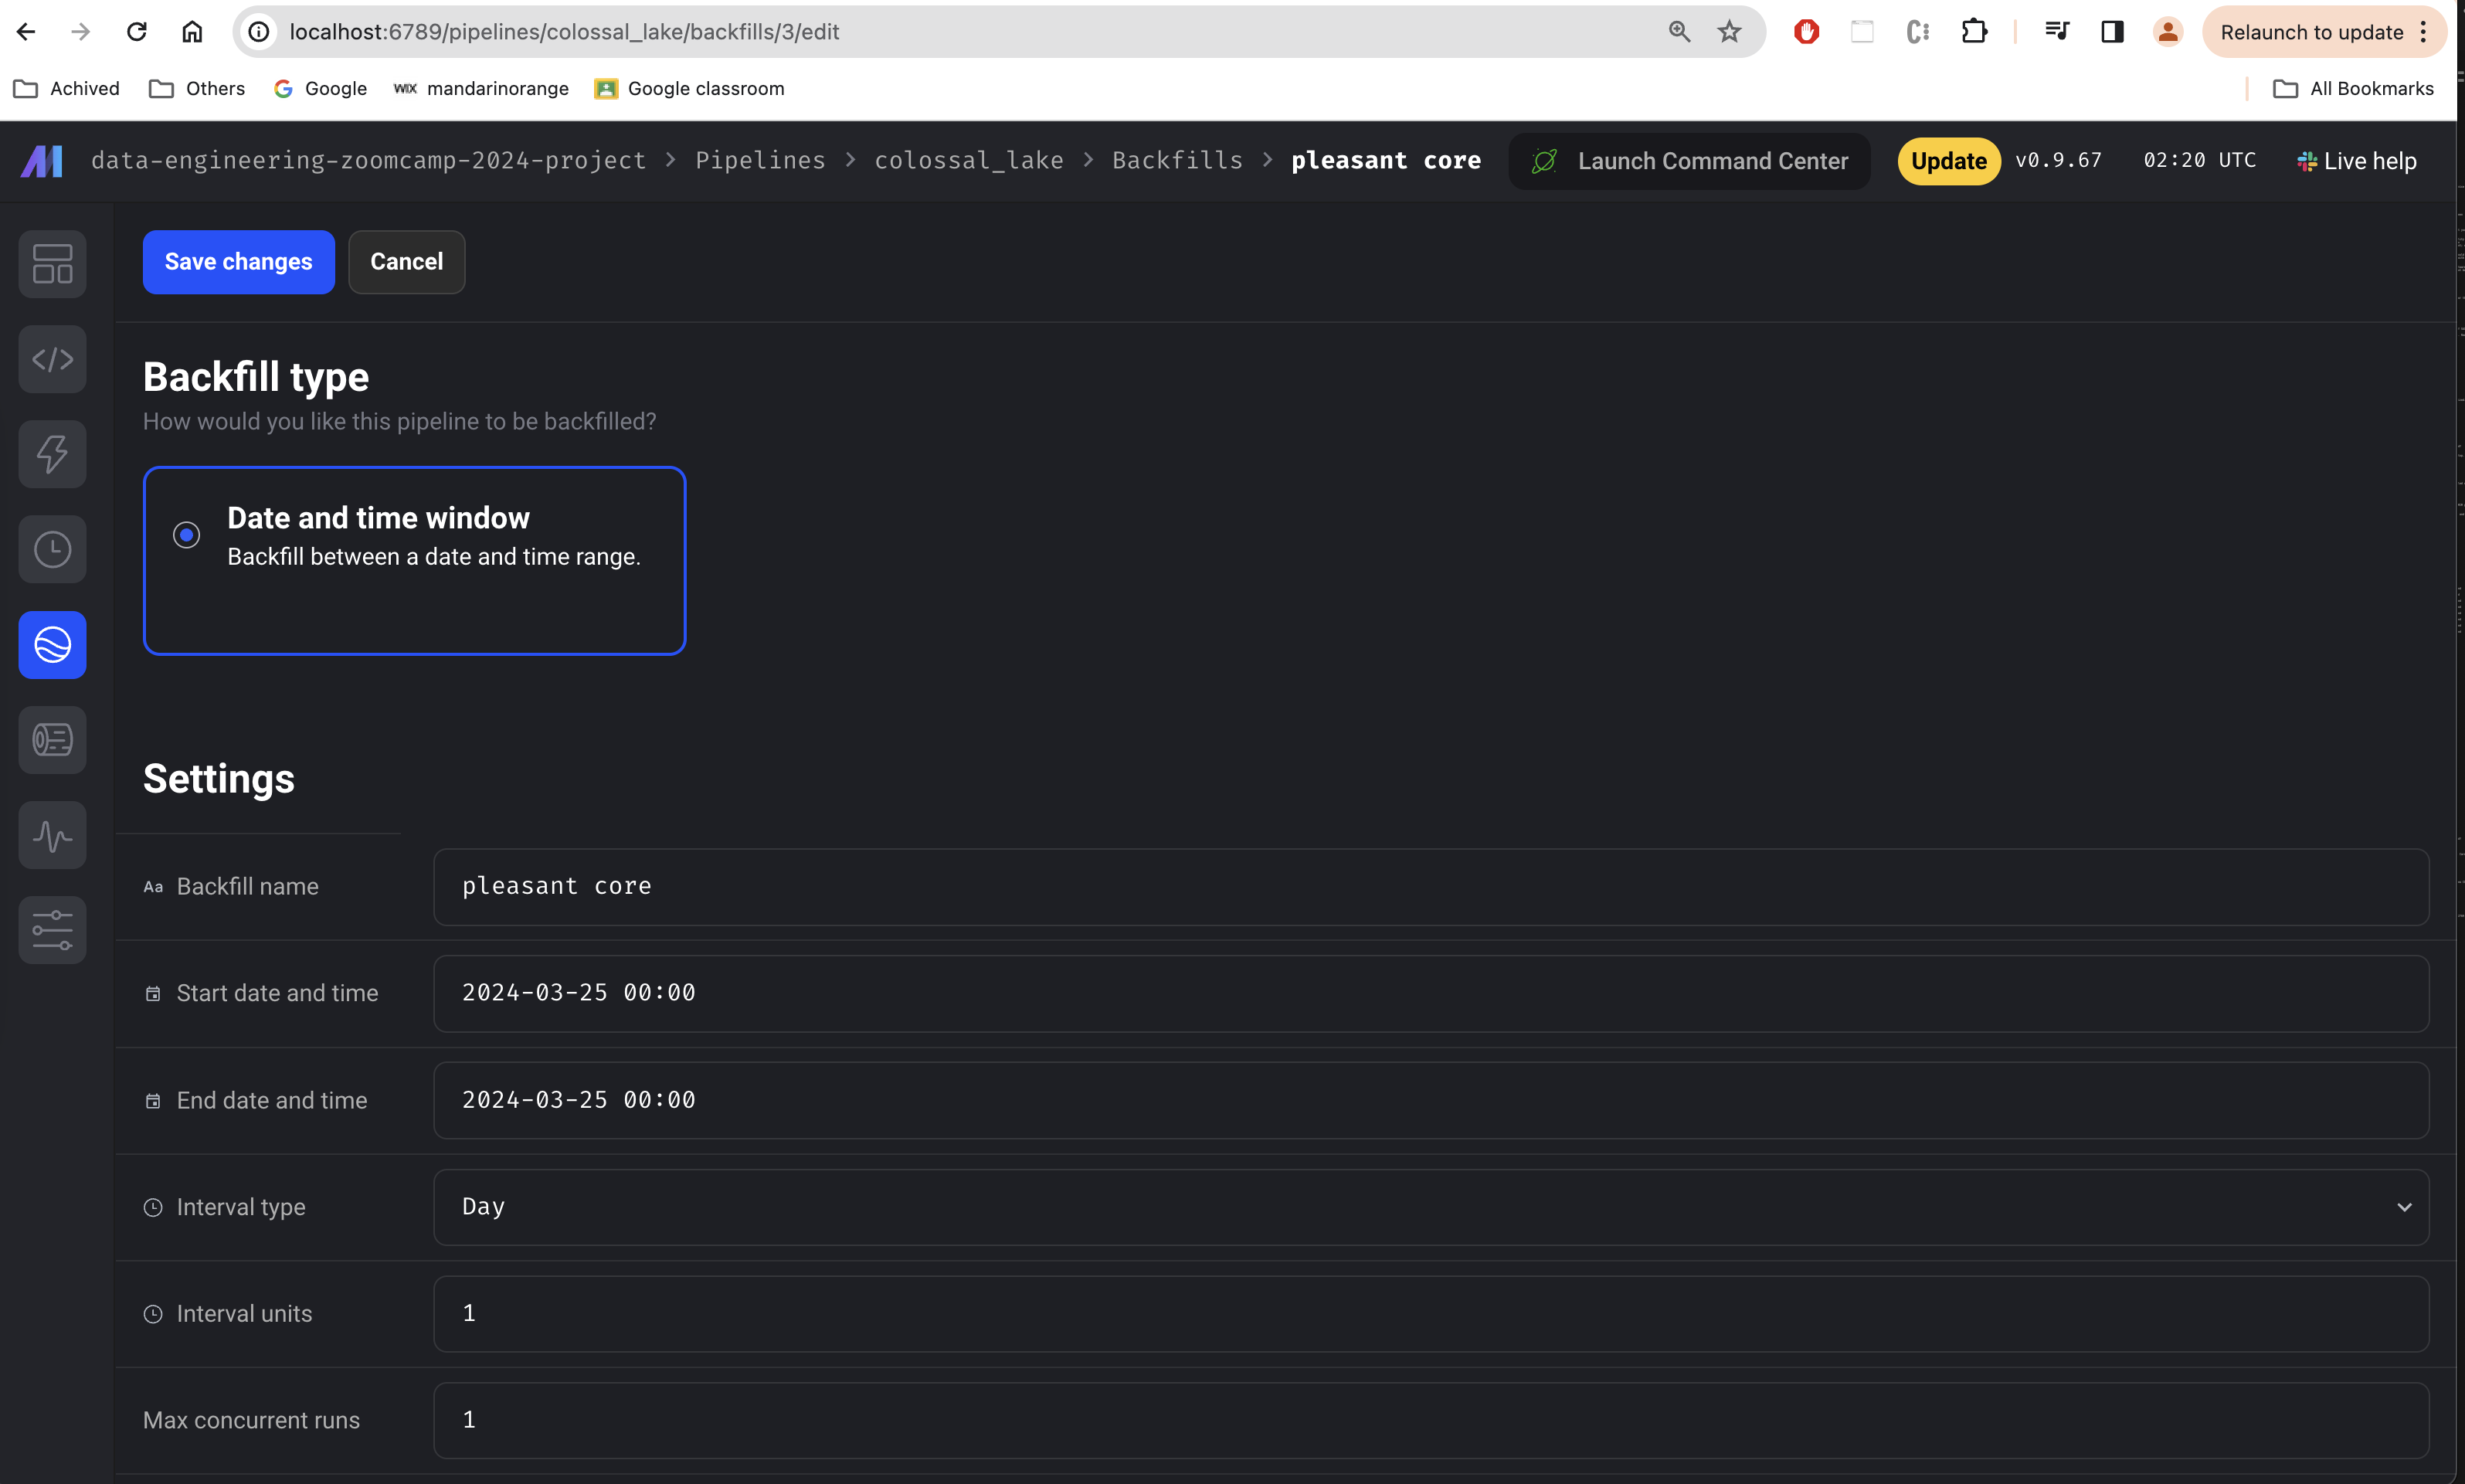 localhost:6789/pipelines/colossal_lake/backfills/3/edit
Relaunch to update
Achived
Others
Google
WIX mandarinorange
Google classroom
All Bookmarks
data-engineering-zoomcamp-2024-project > Pipelines > colossal_lake > Backfills > pleasant core
Launch Command Center
Update
v0.9.67
02:20 UTC
Live help
Save changes
Cancel
Backfill type
How would you like this pipeline to be backfilled?
Date and time window
Backfill between a date and time range.
Settings
Aa Backfill name
pleasant core
Start date and time
2024-03-25 00:00
End date and time
2024-03-25 00:00
Interval type
Day
Interval units
1
Max concurrent runs
1